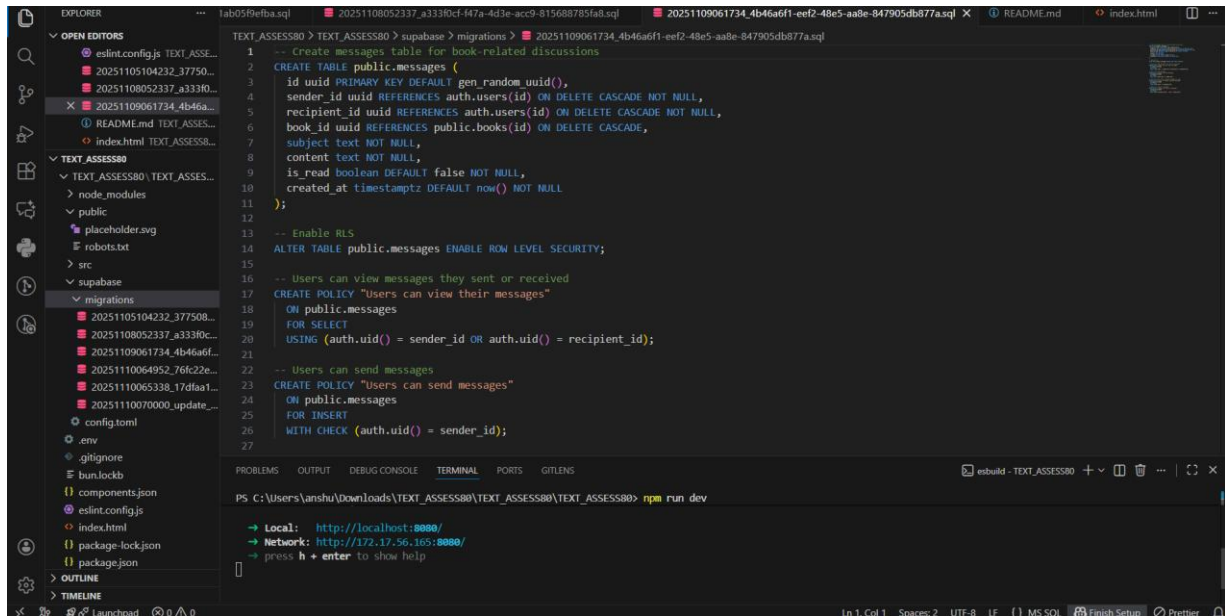 EXPLORER
1ab05f9efba.sql
20251108052337_a333f0cf-f47a-4d3e-acc9-815688785fa8.sql
20251109061734_4b46a6f1-eef2-48e5-aa8e-847905db877a.sql
README.md
index.html
OPEN EDITORS
eslint.config.js TEXT_ASSE...
20251105104232_37750...
20251108052337_a333f0...
20251109061734_4b46a...
README.md TEXT_ASSES...
index.html TEXT_ASSESS8...
TEXT_ASSESS80
TEXT_ASSESS80 \ TEXT_ASSES...
node_modules
public
placeholder.svg
robots.txt
src
supabase
migrations
20251105104232_377508...
20251108052337_a333f0c...
20251109061734_4b46a6f...
20251110064952_76fc22e...
20251110065338_17dfaa1...
20251110070000_update_...
config.toml
.env
.gitignore
bun.lockb
components.json
eslint.config.js
index.html
package-lock.json
package.json
OUTLINE
TIMELINE
TEXT_ASSESS80 > TEXT_ASSESS80 > supabase > migrations > 20251109061734_4b46a6f1-eef2-48e5-aa8e-847905db877a.sql
1 -- Create messages table for book-related discussions
2 CREATE TABLE public.messages (
3 id uuid PRIMARY KEY DEFAULT gen_random_uuid(),
4 sender_id uuid REFERENCES auth.users(id) ON DELETE CASCADE NOT NULL,
5 recipient_id uuid REFERENCES auth.users(id) ON DELETE CASCADE NOT NULL,
6 book_id uuid REFERENCES public.books(id) ON DELETE CASCADE,
7 subject text NOT NULL,
8 content text NOT NULL,
9 is_read boolean DEFAULT false NOT NULL,
10 created_at timestamptz DEFAULT now() NOT NULL
11 );
12
13 -- Enable RLS
14 ALTER TABLE public.messages ENABLE ROW LEVEL SECURITY;
15
16 -- Users can view messages they sent or received
17 CREATE POLICY "Users can view their messages"
18 ON public.messages
19 FOR SELECT
20 USING (auth.uid() = sender_id OR auth.uid() = recipient_id);
21
22 -- Users can send messages
23 CREATE POLICY "Users can send messages"
24 ON public.messages
25 FOR INSERT
26 WITH CHECK (auth.uid() = sender_id);
27
PROBLEMS OUTPUT DEBUG CONSOLE TERMINAL PORTS GITLENS
esbuild - TEXT_ASSESS80
PS C:\Users\anshu\Downloads\TEXT_ASSESS80\TEXT_ASSESS80\TEXT_ASSESS80> npm run dev
➜ Local: http://localhost:8080/
➜ Network: http://172.17.56.165:8080/
➜ press h + enter to show help
Launchpad 0 0
Ln 1, Col 1 Spaces: 2 UTF-8 LF {} MS SQL Finish Setup Prettier